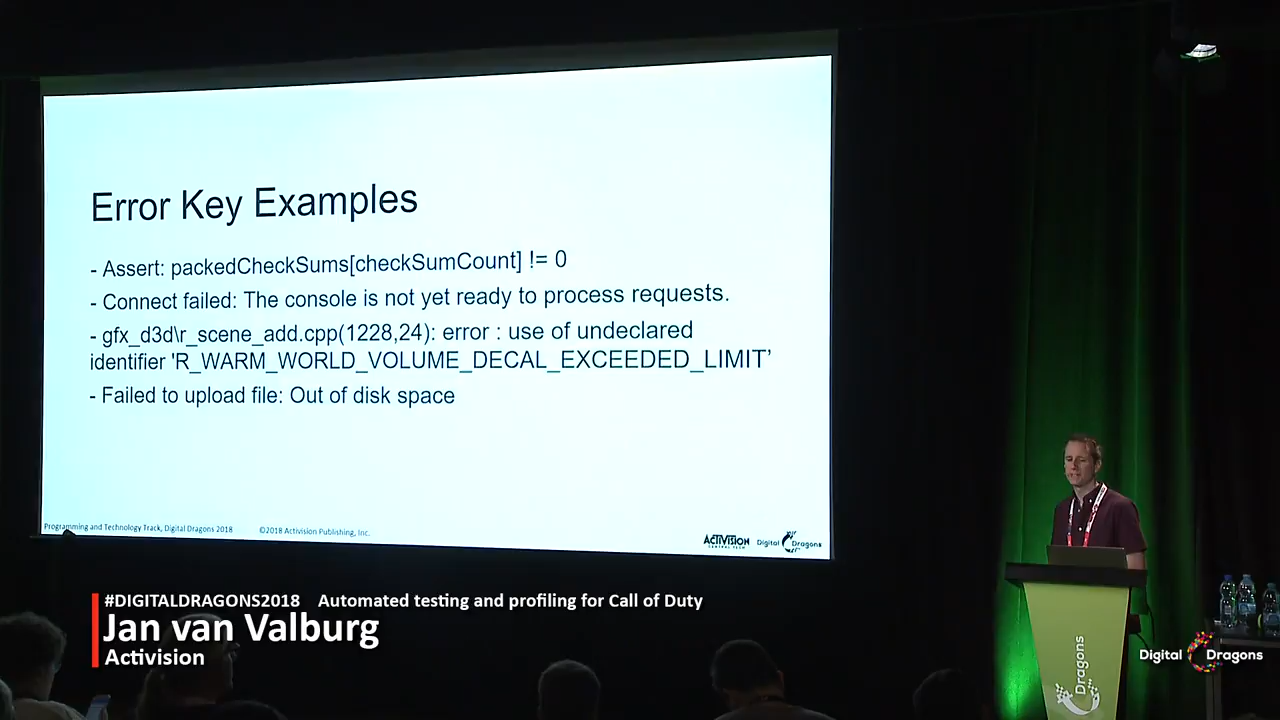 Error Key Examples
- Assert: packedCheckSums[checkSumCount] != 0
- Connect failed: The console is not yet ready to process requests.
- gfx_d3d\r_scene_add.cpp(1228,24): error : use of undeclared
identifier 'R_WARM_WORLD_VOLUME_DECAL_EXCEEDED_LIMIT'
- Failed to upload file: Out of disk space
Programming and Technology Track, Digital Dragons 2018 ©2018 Activision Publishing, Inc.
ACTIVISION
CENTRAL TECH
Digital Dragons
#DIGITALDRAGONS2018 Automated testing and profiling for Call of Duty
Jan van Valburg
Activision
Dragons
Digital Dragons